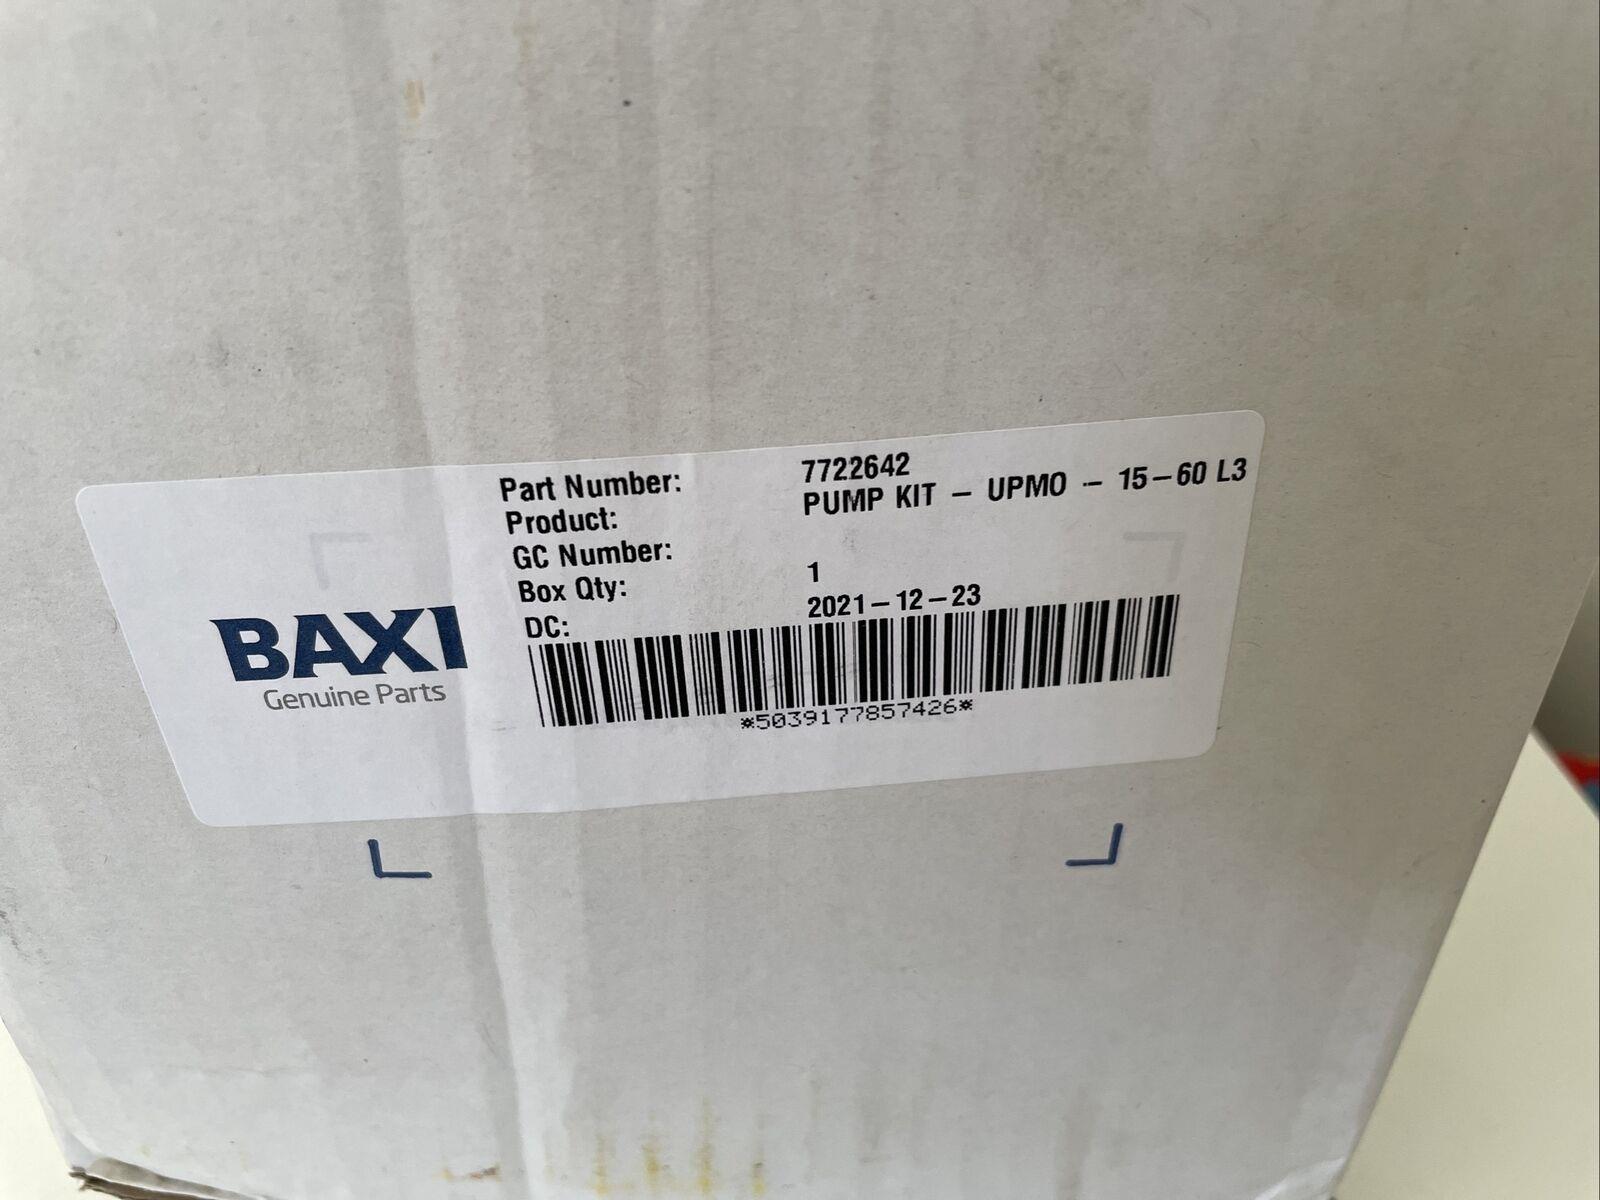 BAXI
Genuine Parts
Part Number: 7722642
Product: PUMP KIT - UPMO - 15-60 L3
GC Number:
Box Qty: 1
DC: 2021-12-23
*5039177857426*